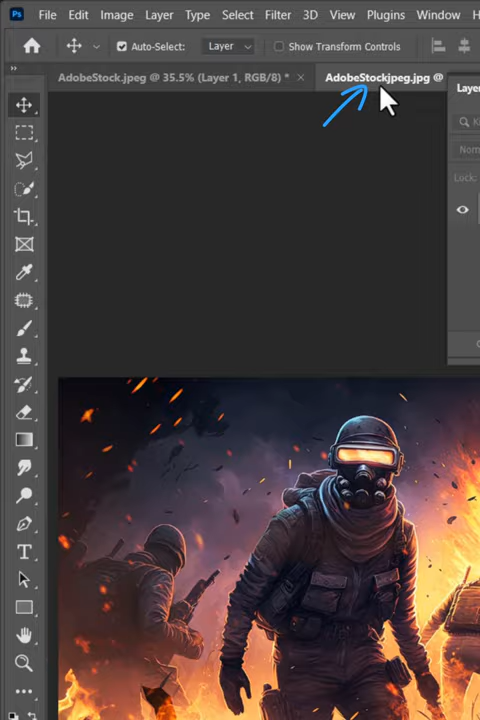 Ps File Edit Image Layer Type Select Filter 3D View Plugins Window
Auto-Select: Layer Show Transform Controls
AdobeStock.jpeg @ 35.5% (Layer 1, RGB/8) * × AdobeStockjpeg.jpg @
Lock:
T